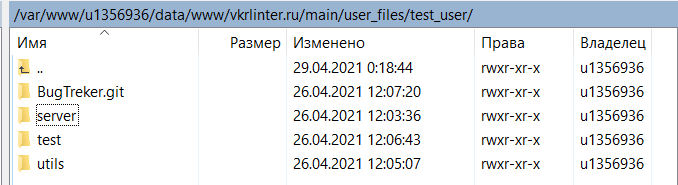 /var/www/u1356936/data/www/vkrlinter.ru/main/user_files/test_user/
Имя Размер Изменено Права Владелец
.. 29.04.2021 0:18:44 rwxr-xr-x u1356936
BugTreker.git 26.04.2021 12:07:20 rwxr-xr-x u1356936
server 26.04.2021 12:03:36 rwxr-xr-x u1356936
test 26.04.2021 12:06:43 rwxr-xr-x u1356936
utils 26.04.2021 12:05:07 rwxr-xr-x u1356936